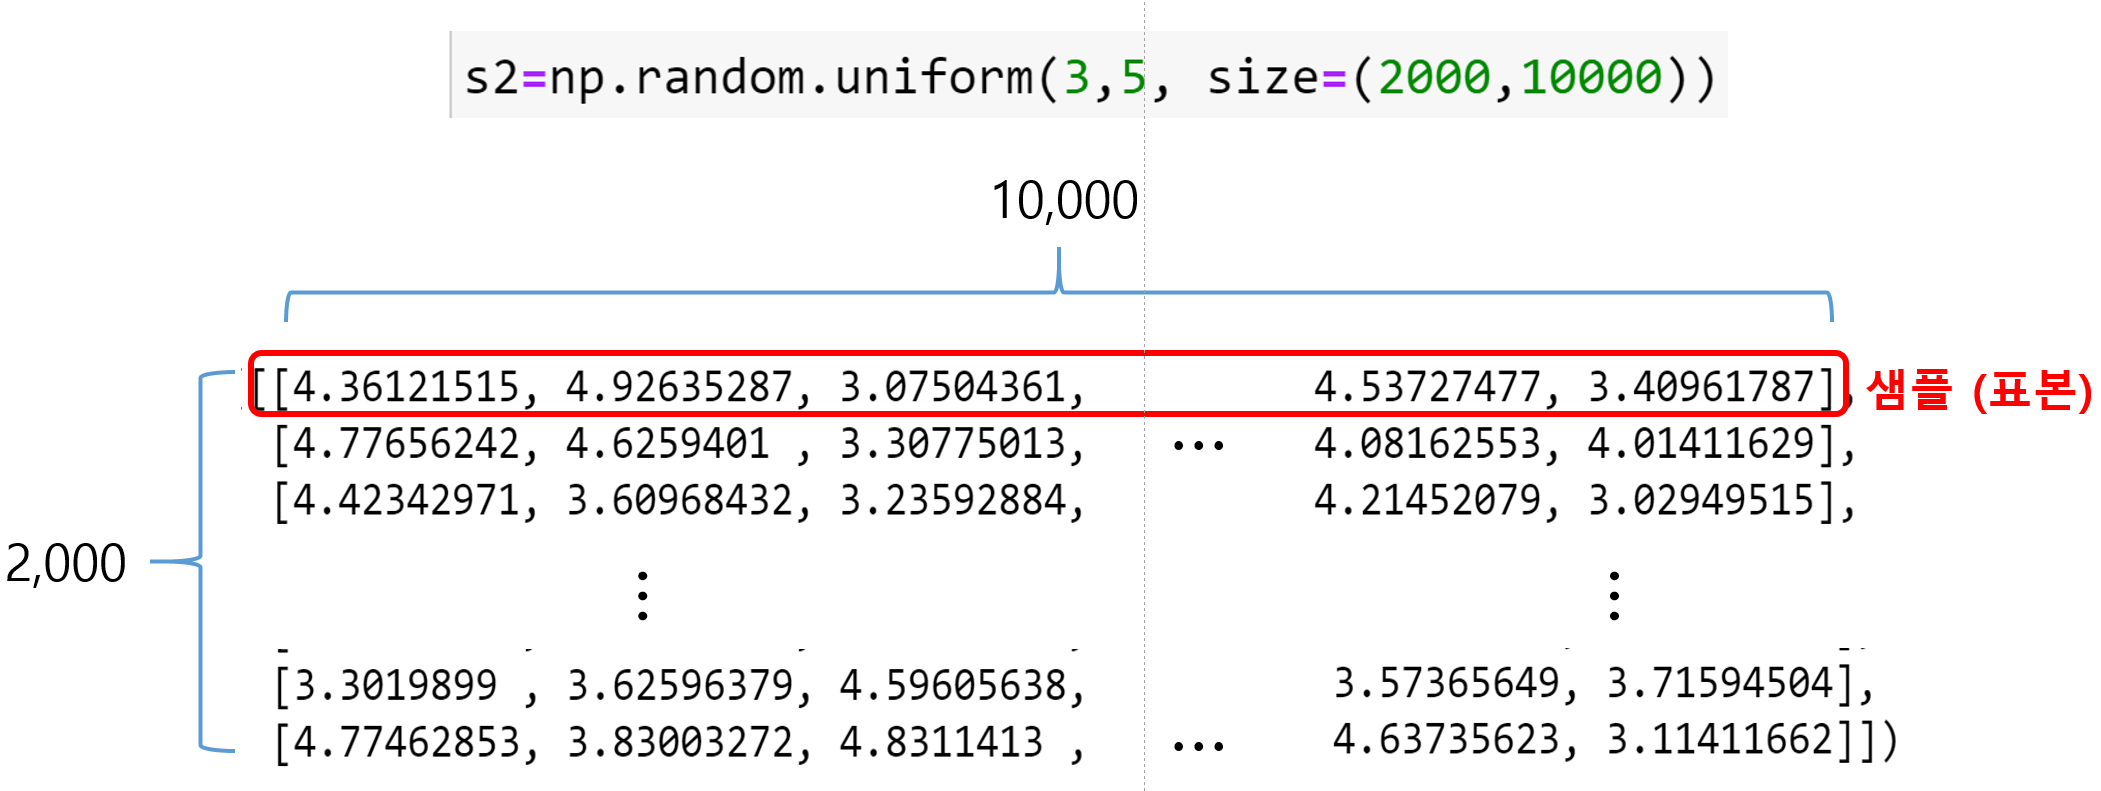 s2=np.random.uniform(3,5, size=(2000,10000))
10,000
[[4.36121515, 4.92635287, 3.07504361, 4.53727477, 3.40961787], 샘플 (표본)
[4.77656242, 4.6259401 , 3.30775013, ... 4.08162553, 4.01411629],
[4.42342971, 3.60968432, 3.23592884, 4.21452079, 3.02949515],
2,000
[3.3019899 , 3.62596379, 4.59605638, 3.57365649, 3.71594504],
[4.77462853, 3.83003272, 4.8311413 , ... 4.63735623, 3.11411662]])